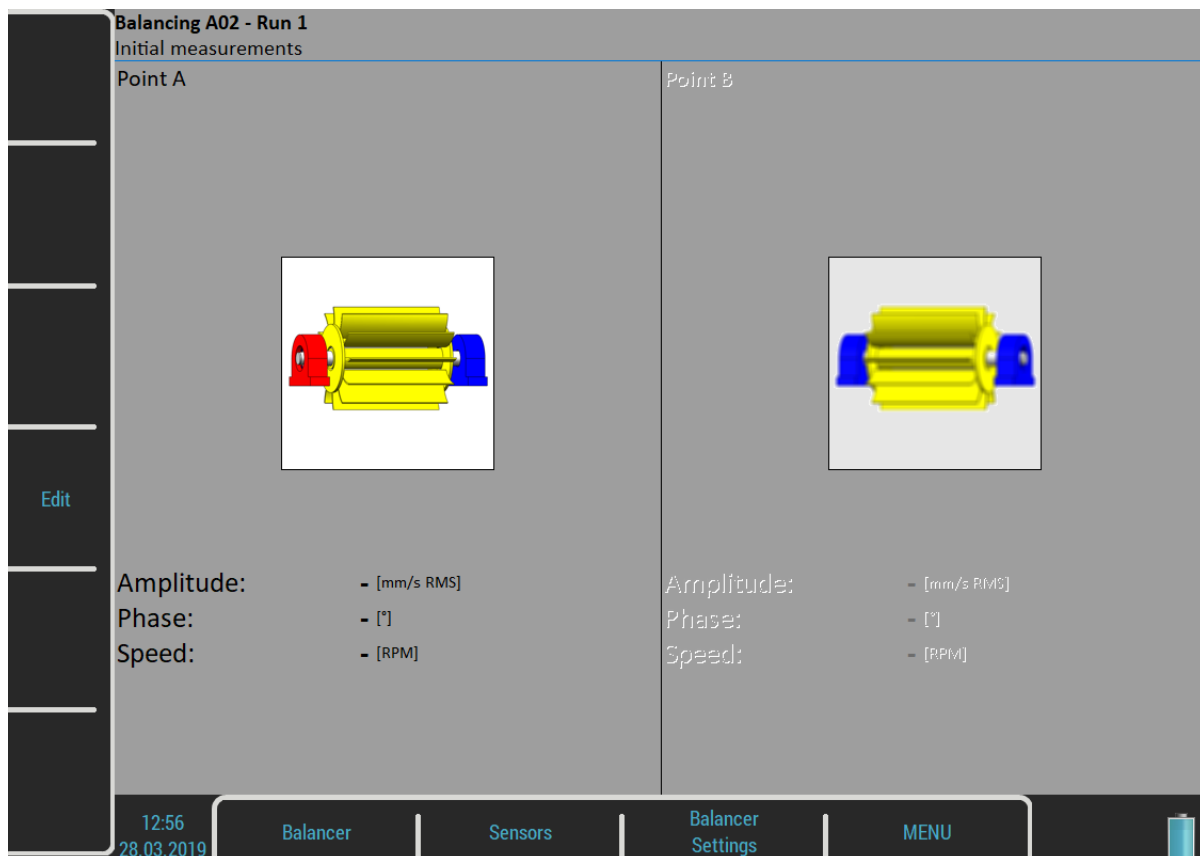 Balancing A02 - Run 1
Initial measurements
Point A
Point B
Edit
Amplitude: - [mm/s RMS]
Phase: - [°]
Speed: - [RPM]
Amplitude: - [mm/s RMS]
Phase: - [°]
Speed: - [RPM]
12:56
28.03.2019
Balancer
Sensors
Balancer
Settings
MENU